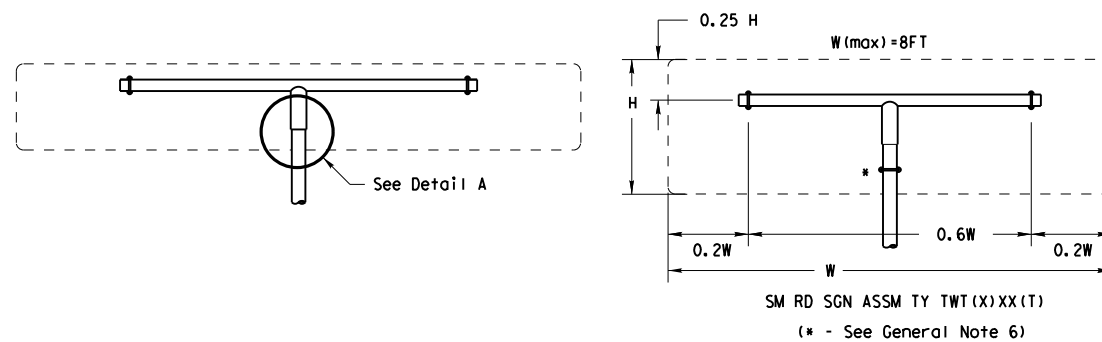 0.25 H
W(max)=8FT
H
*
See Detail A
0.2W
0.6W
0.2W
W
SM RD SGN ASSM TY TWT(X)XX(T)
(* - See General Note 6)